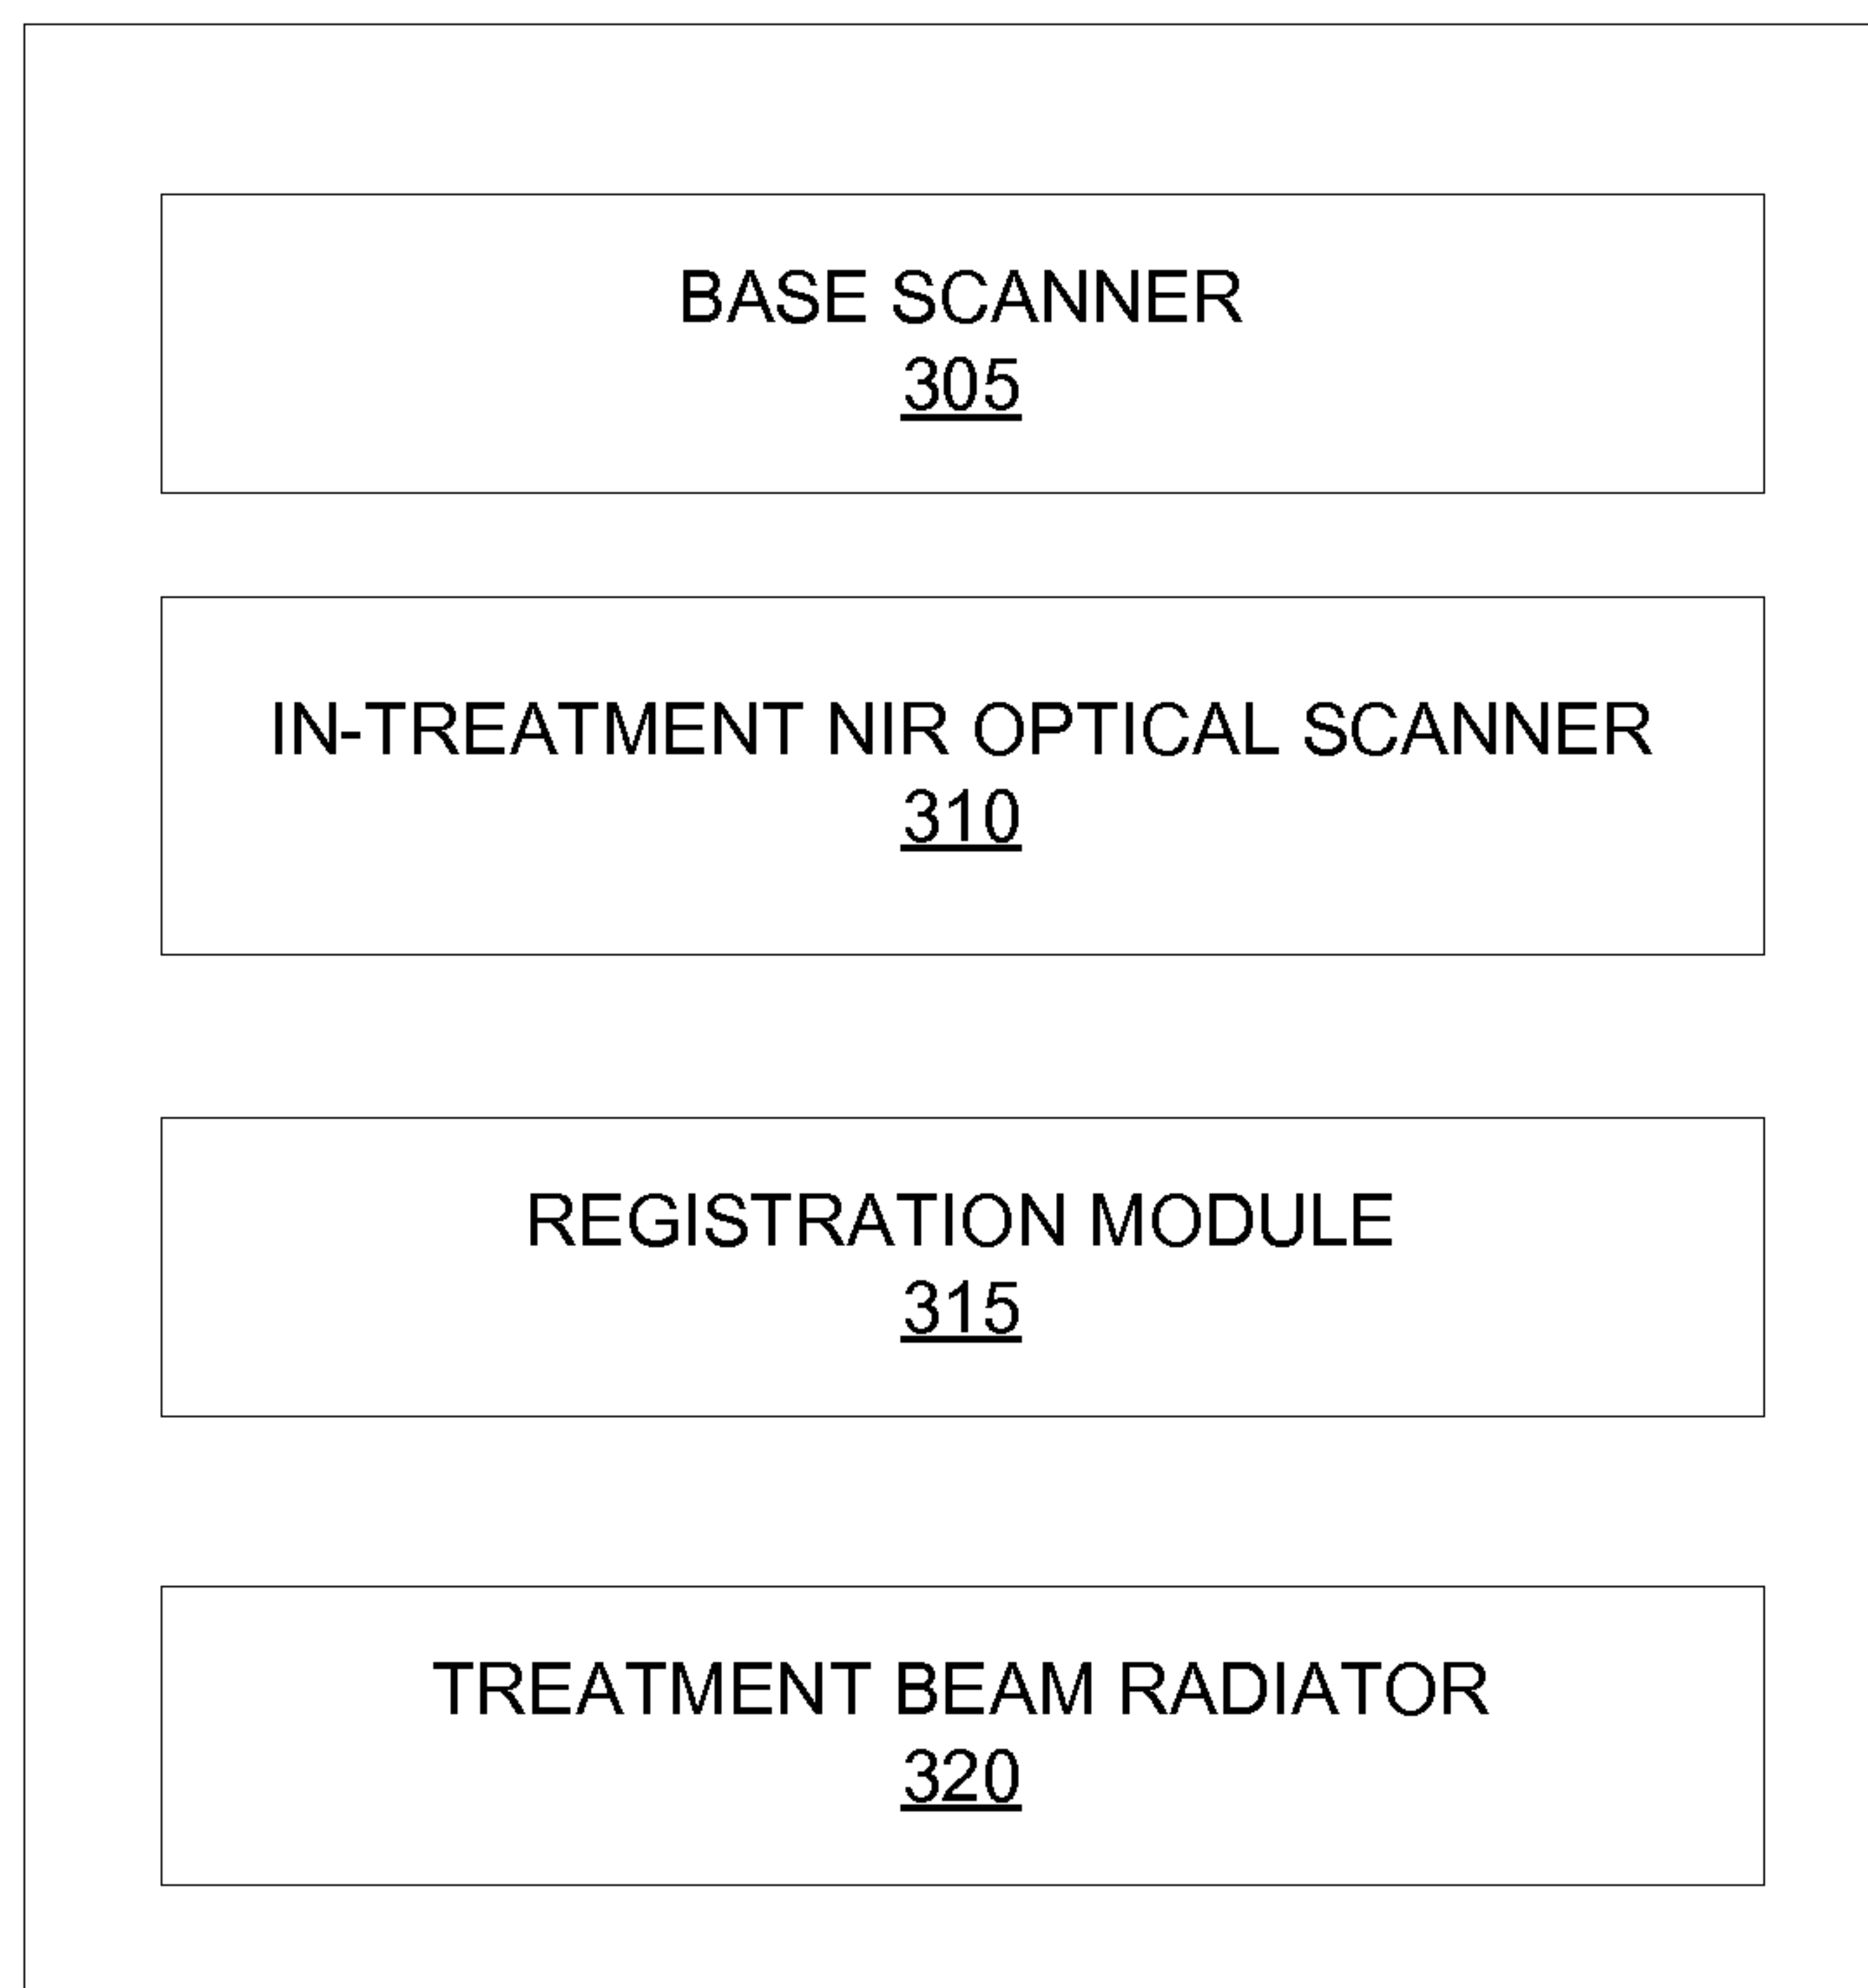 BASE SCANNER
305
IN-TREATMENT NIR OPTICAL SCANNER
310
REGISTRATION MODULE
315
TREATMENT BEAM RADIATOR
320